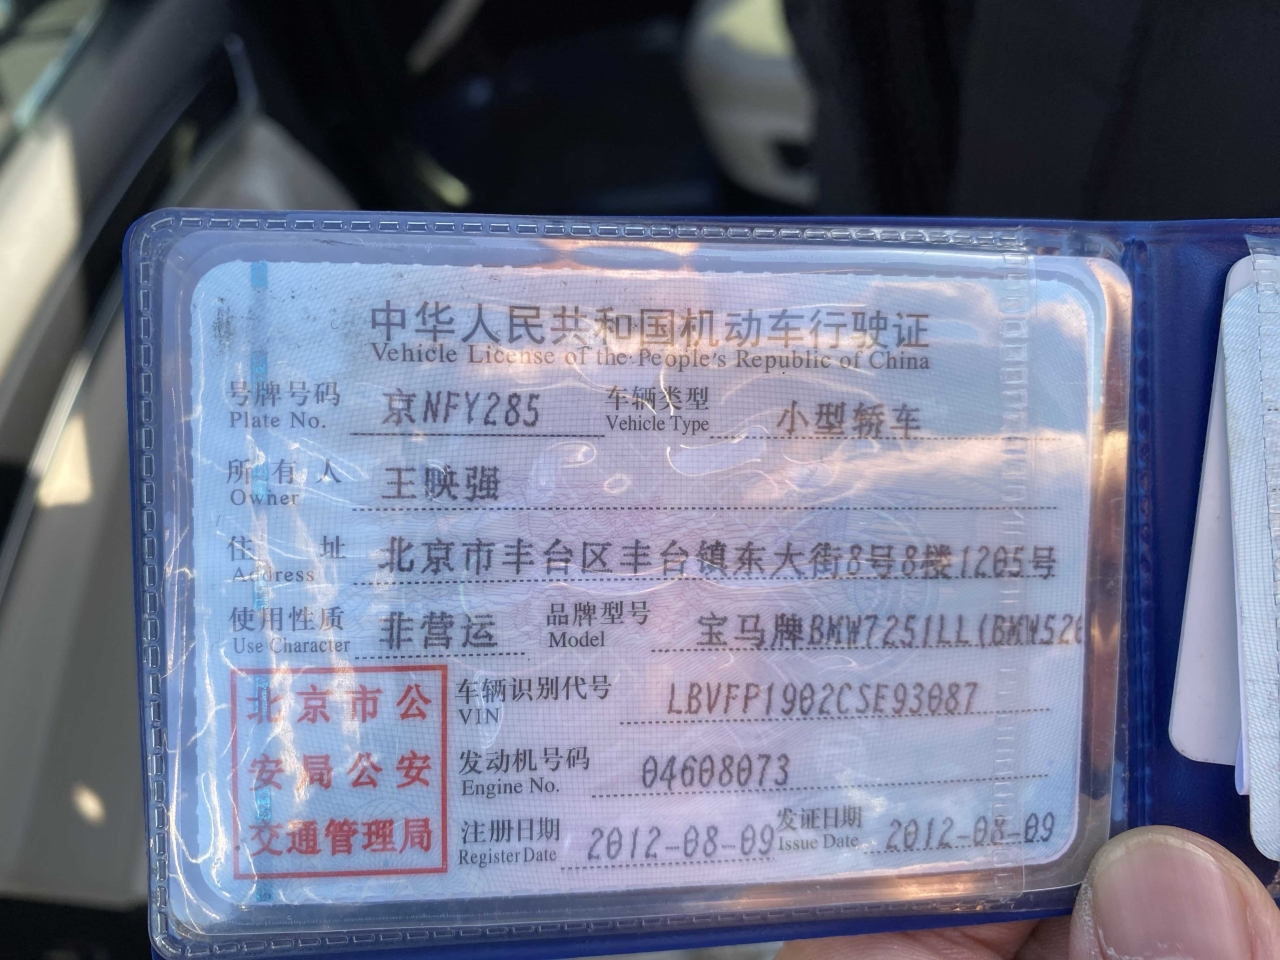 中华人民共和国机动车行驶证
Vehicle License of the People's Republic of China
号牌号码 京NFY285 车辆类型 小型轿车
Plate No. Vehicle Type
所有人 王映强
Owner
住址 北京市丰台区丰台镇东大街8号8楼1205号
Address
使用性质 非营运 品牌型号 宝马牌BMW7251LL(BMW526
Use Character Model
北京市公
安局公安
交通管理局
车辆识别代号 LBVFP1902CSE93087
VIN
发动机号码 04608073
Engine No.
注册日期 2012-08-09 发证日期 2012-08-09
Register Date Issue Date